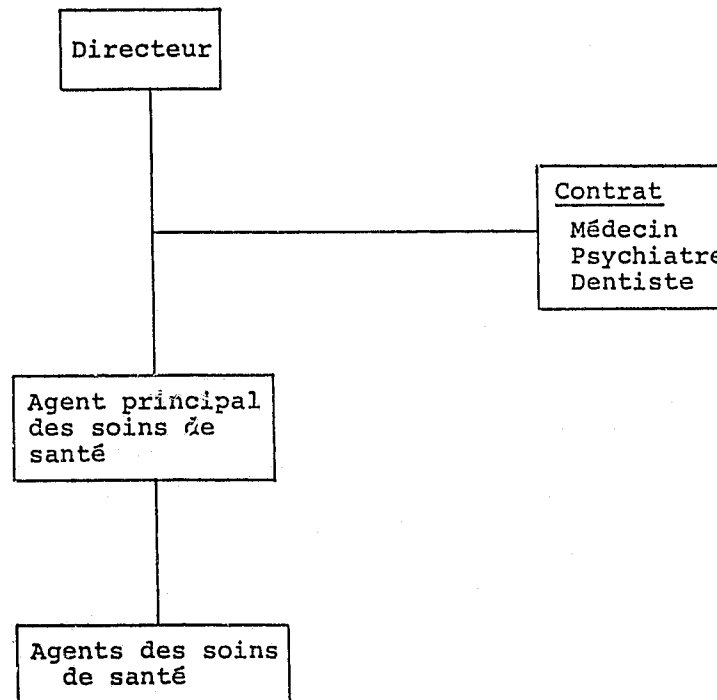 Directeur
Contrat
Médecin
Psychiatre
Dentiste
Agent principal
des soins de
santé
Agents des soins
de santé